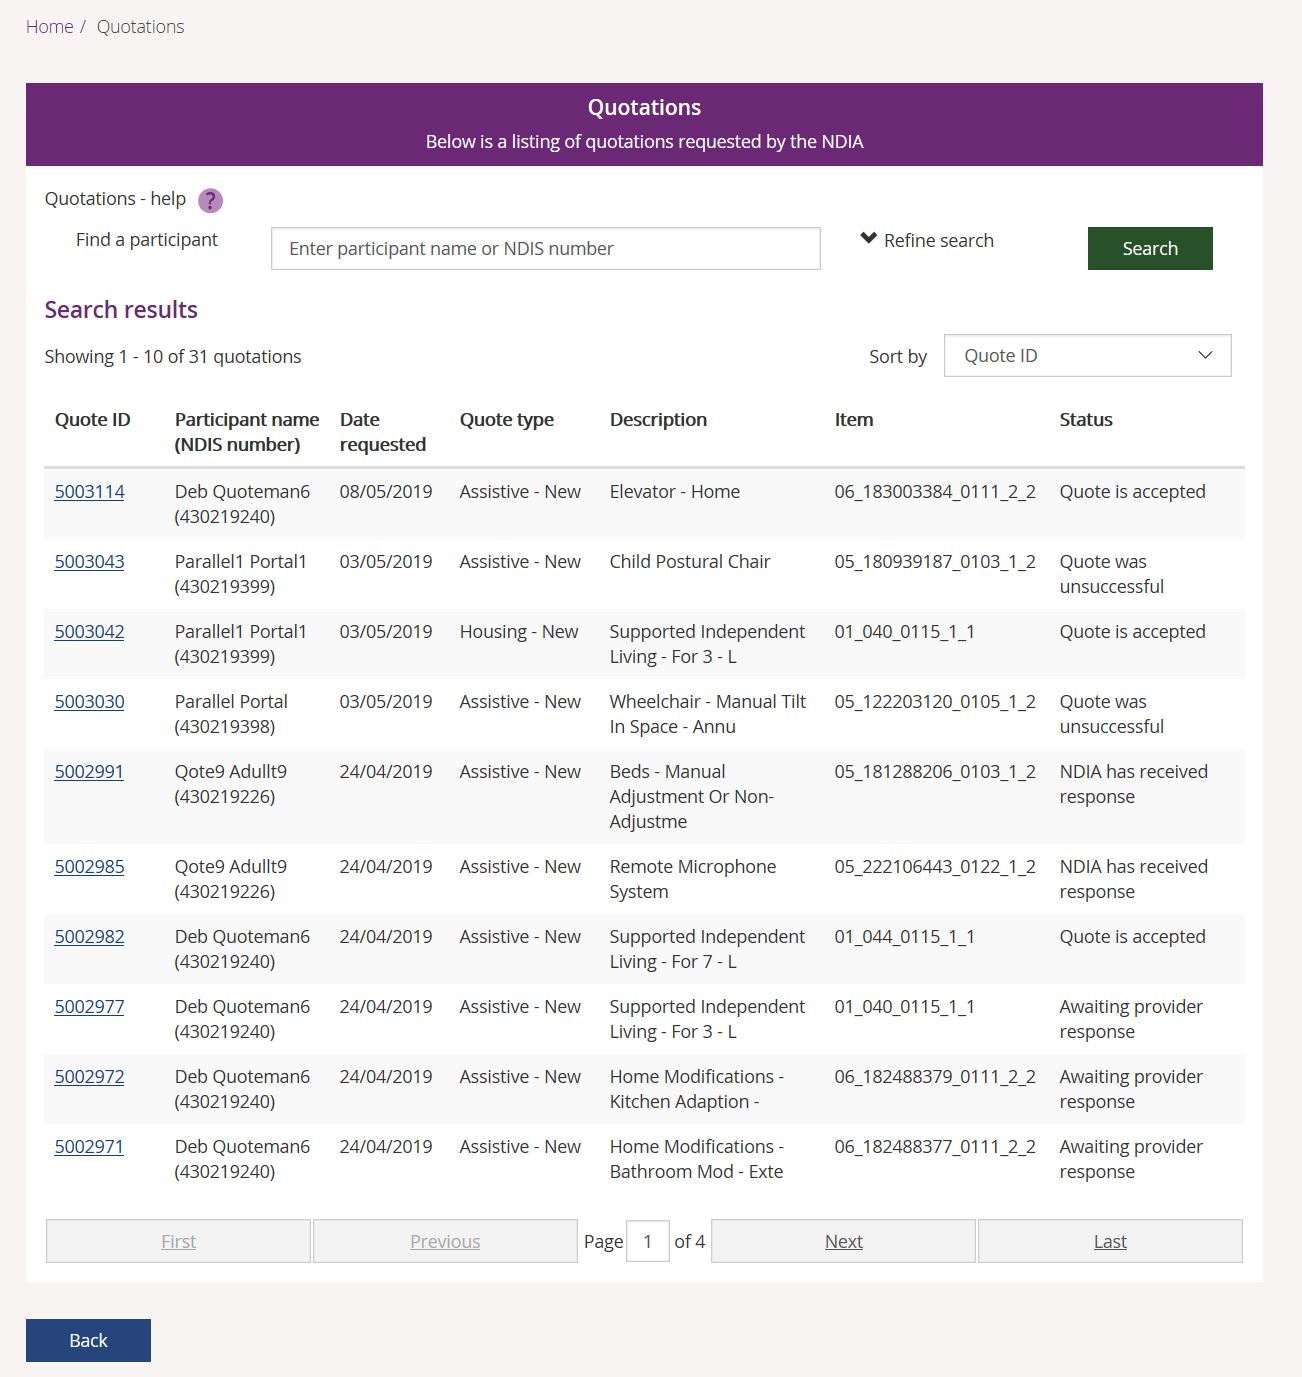 Home / Quotations
Quotations
Below is a listing of quotations requested by the NDIA
Quotations - help ?
Find a participant Enter participant name or NDIS number Refine search Search
Search results
Showing 1 - 10 of 31 quotations Sort by Quote ID
Quote ID Participant name Date Quote type Description Item Status
(NDIS number) requested
5003114 Deb Quoteman6 08/05/2019 Assistive - New Elevator - Home 06_183003384_0111_2_2 Quote is accepted
(430219240)
5003043 Parallel1 Portal1 03/05/2019 Assistive - New Child Postural Chair 05_180939187_0103_1_2 Quote was
(430219399) unsuccessful
5003042 Parallel1 Portal1 03/05/2019 Housing - New Supported Independent 01_040_0115_1_1 Quote is accepted
(430219399) Living - For 3 - L
5003030 Parallel Portal 03/05/2019 Assistive - New Wheelchair - Manual Tilt 05_122203120_0105_1_2 Quote was
(430219398) In Space - Annu unsuccessful
5002991 Qote9 Adullt9 24/04/2019 Assistive - New Beds - Manual 05_181288206_0103_1_2 NDIA has received
(430219226) Adjustment Or Non- response
Adjustme
5002985 Qote9 Adullt9 24/04/2019 Assistive - New Remote Microphone 05_222106443_0122_1_2 NDIA has received
(430219226) System response
5002982 Deb Quoteman6 24/04/2019 Assistive - New Supported Independent 01_044_0115_1_1 Quote is accepted
(430219240) Living - For 7 - L
5002977 Deb Quoteman6 24/04/2019 Assistive - New Supported Independent 01_040_0115_1_1 Awaiting provider
(430219240) Living - For 3 - L response
5002972 Deb Quoteman6 24/04/2019 Assistive - New Home Modifications - 06_182488379_0111_2_2 Awaiting provider
(430219240) Kitchen Adaption - response
5002971 Deb Quoteman6 24/04/2019 Assistive - New Home Modifications - 06_182488377_0111_2_2 Awaiting provider
(430219240) Bathroom Mod - Exte response
First Previous Page 1 of 4 Next Last
Back